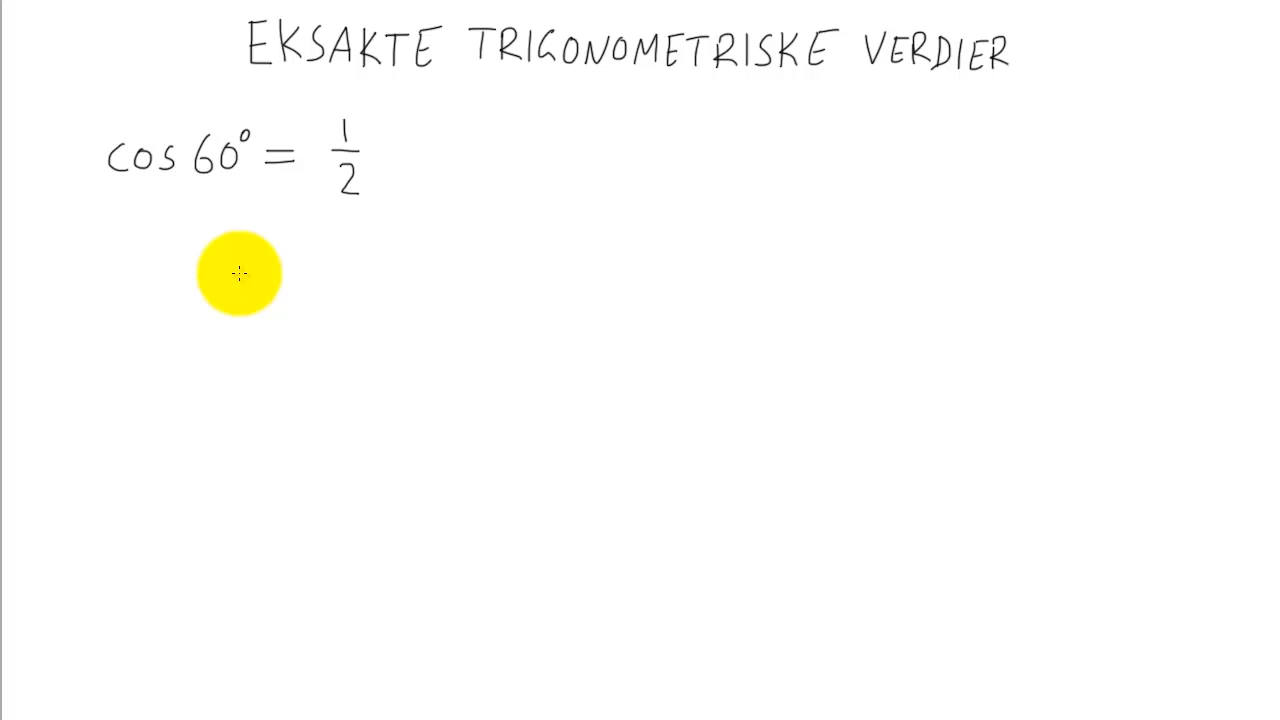 EKSAKTE TRIGONOMETRISKE VERDIER
cos 60° = 1/2